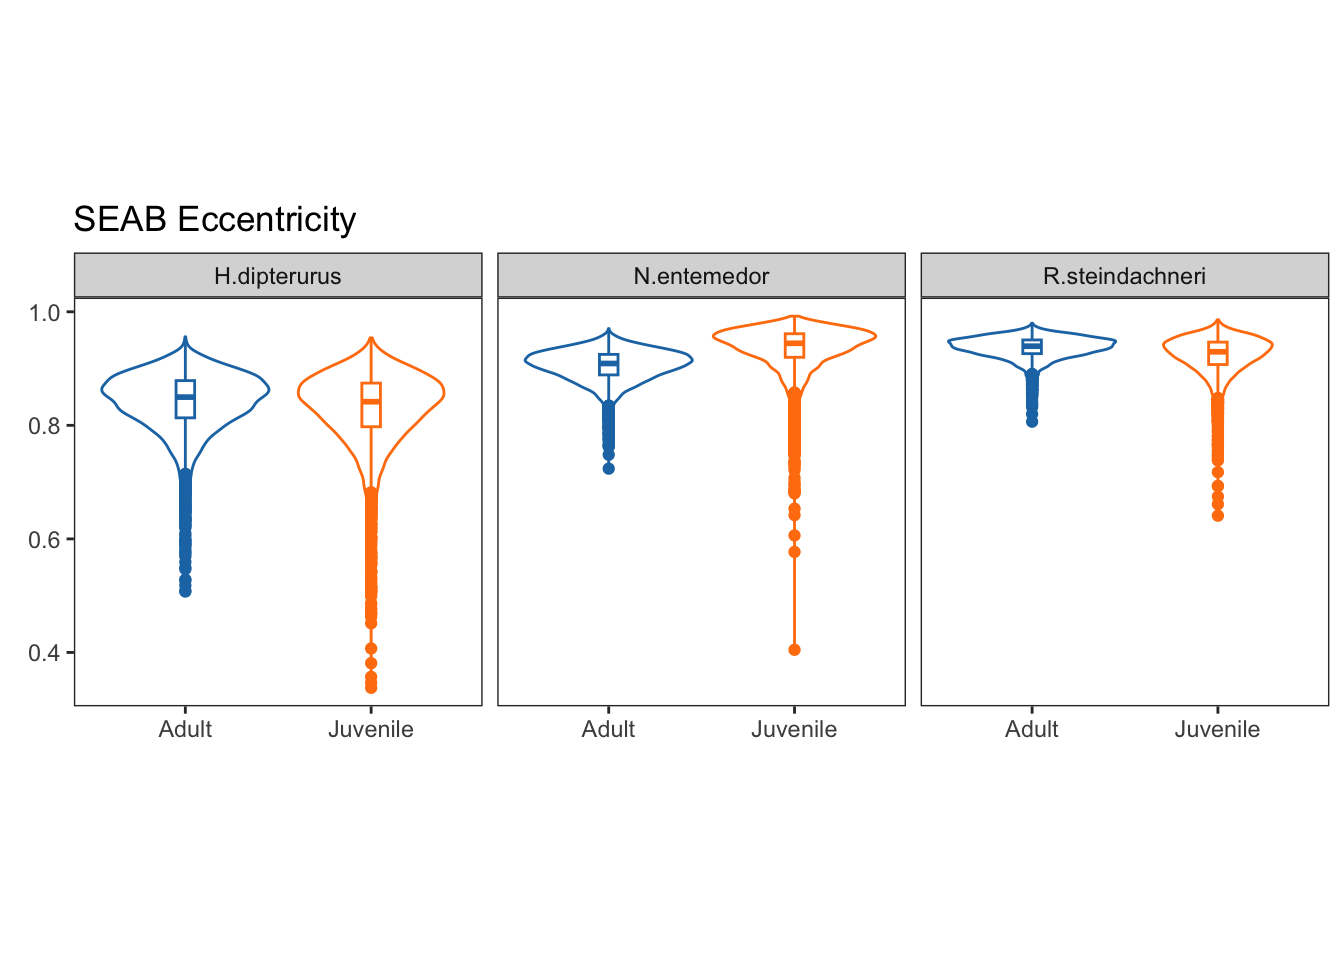 SEAB Eccentricity
H.dipterurus N.entemedor R.steindachneri
1.0
0.8
0.6
0.4
Adult Juvenile Adult Juvenile Adult Juvenile